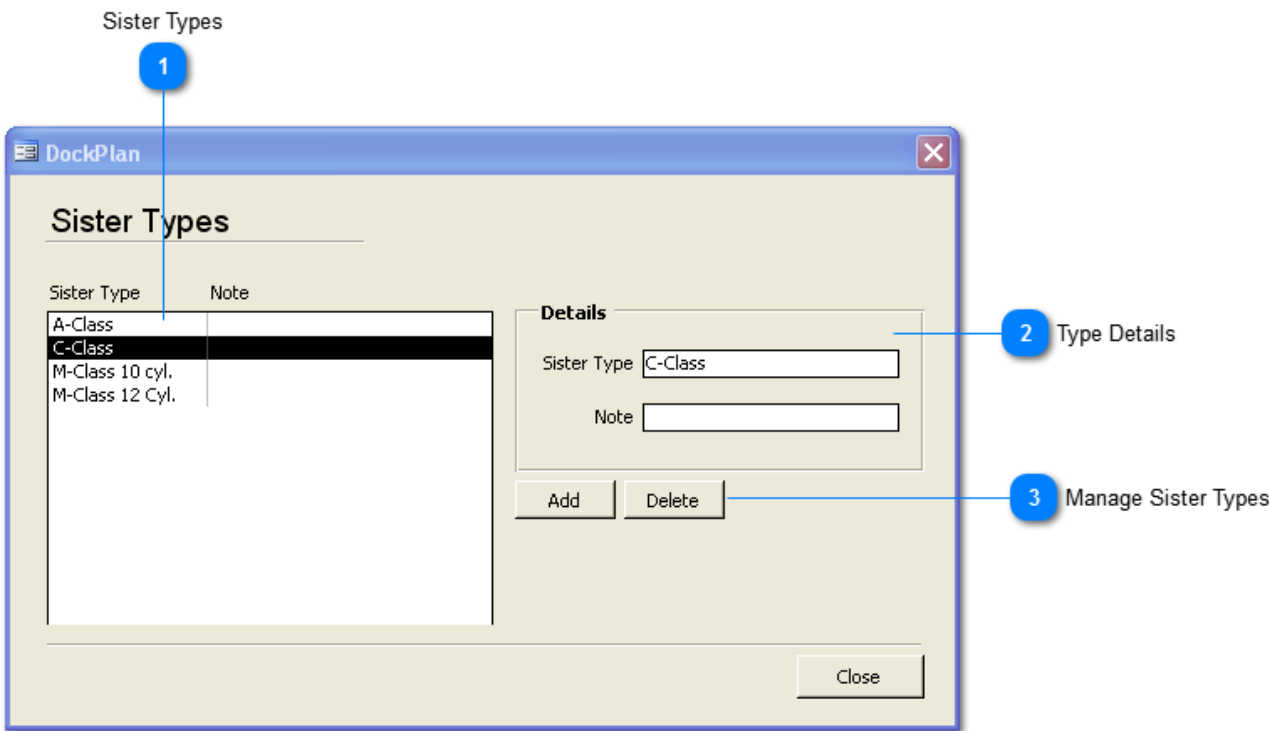 Sister Types
1
DockPlan
Sister Types
Sister Type Note
A-Class
C-Class
M-Class 10 cyl.
M-Class 12 Cyl.
Details
Sister Type C-Class
Note
2 Type Details
Add Delete
3 Manage Sister Types
Close